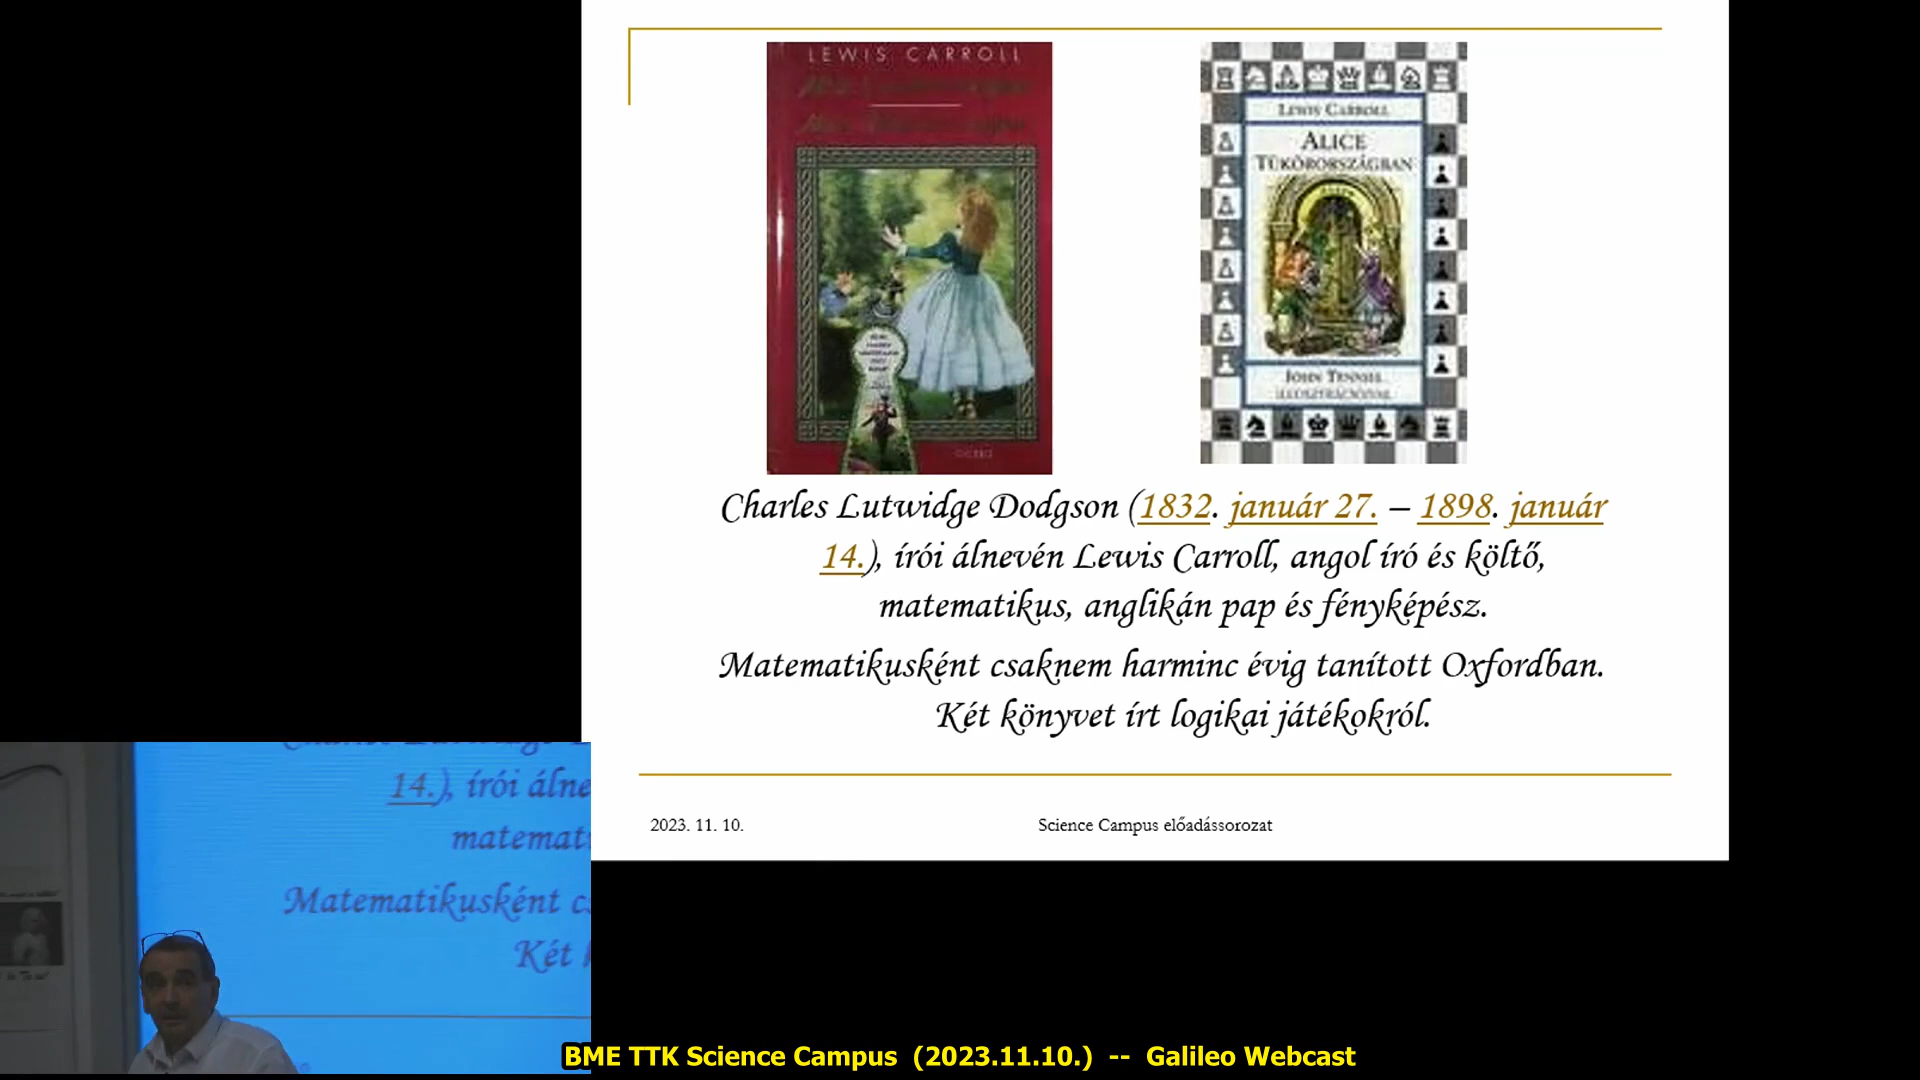 LEWIS CARROLL
LEWIS CARROLL
ALICE
TÜKÖRORSZÁGBAN
JOHN TENNIEL
ILLUSZTRÁCIÓIVAL
Charles Lutwidge Dodgson (1832. január 27. – 1898. január
14.), írói álnevén Lewis Carroll, angol író és költő,
matematikus, anglikán pap és fényképész.
Matematikusként csaknem harminc évig tanított Oxfordban.
Két könyvet írt logikai játékokról.
2023. 11. 10.
Science Campus előadássorozat
14.), írói álne
matemat
Matematikusként cs
Két
BME TTK Science Campus (2023.11.10.) -- Galileo Webcast